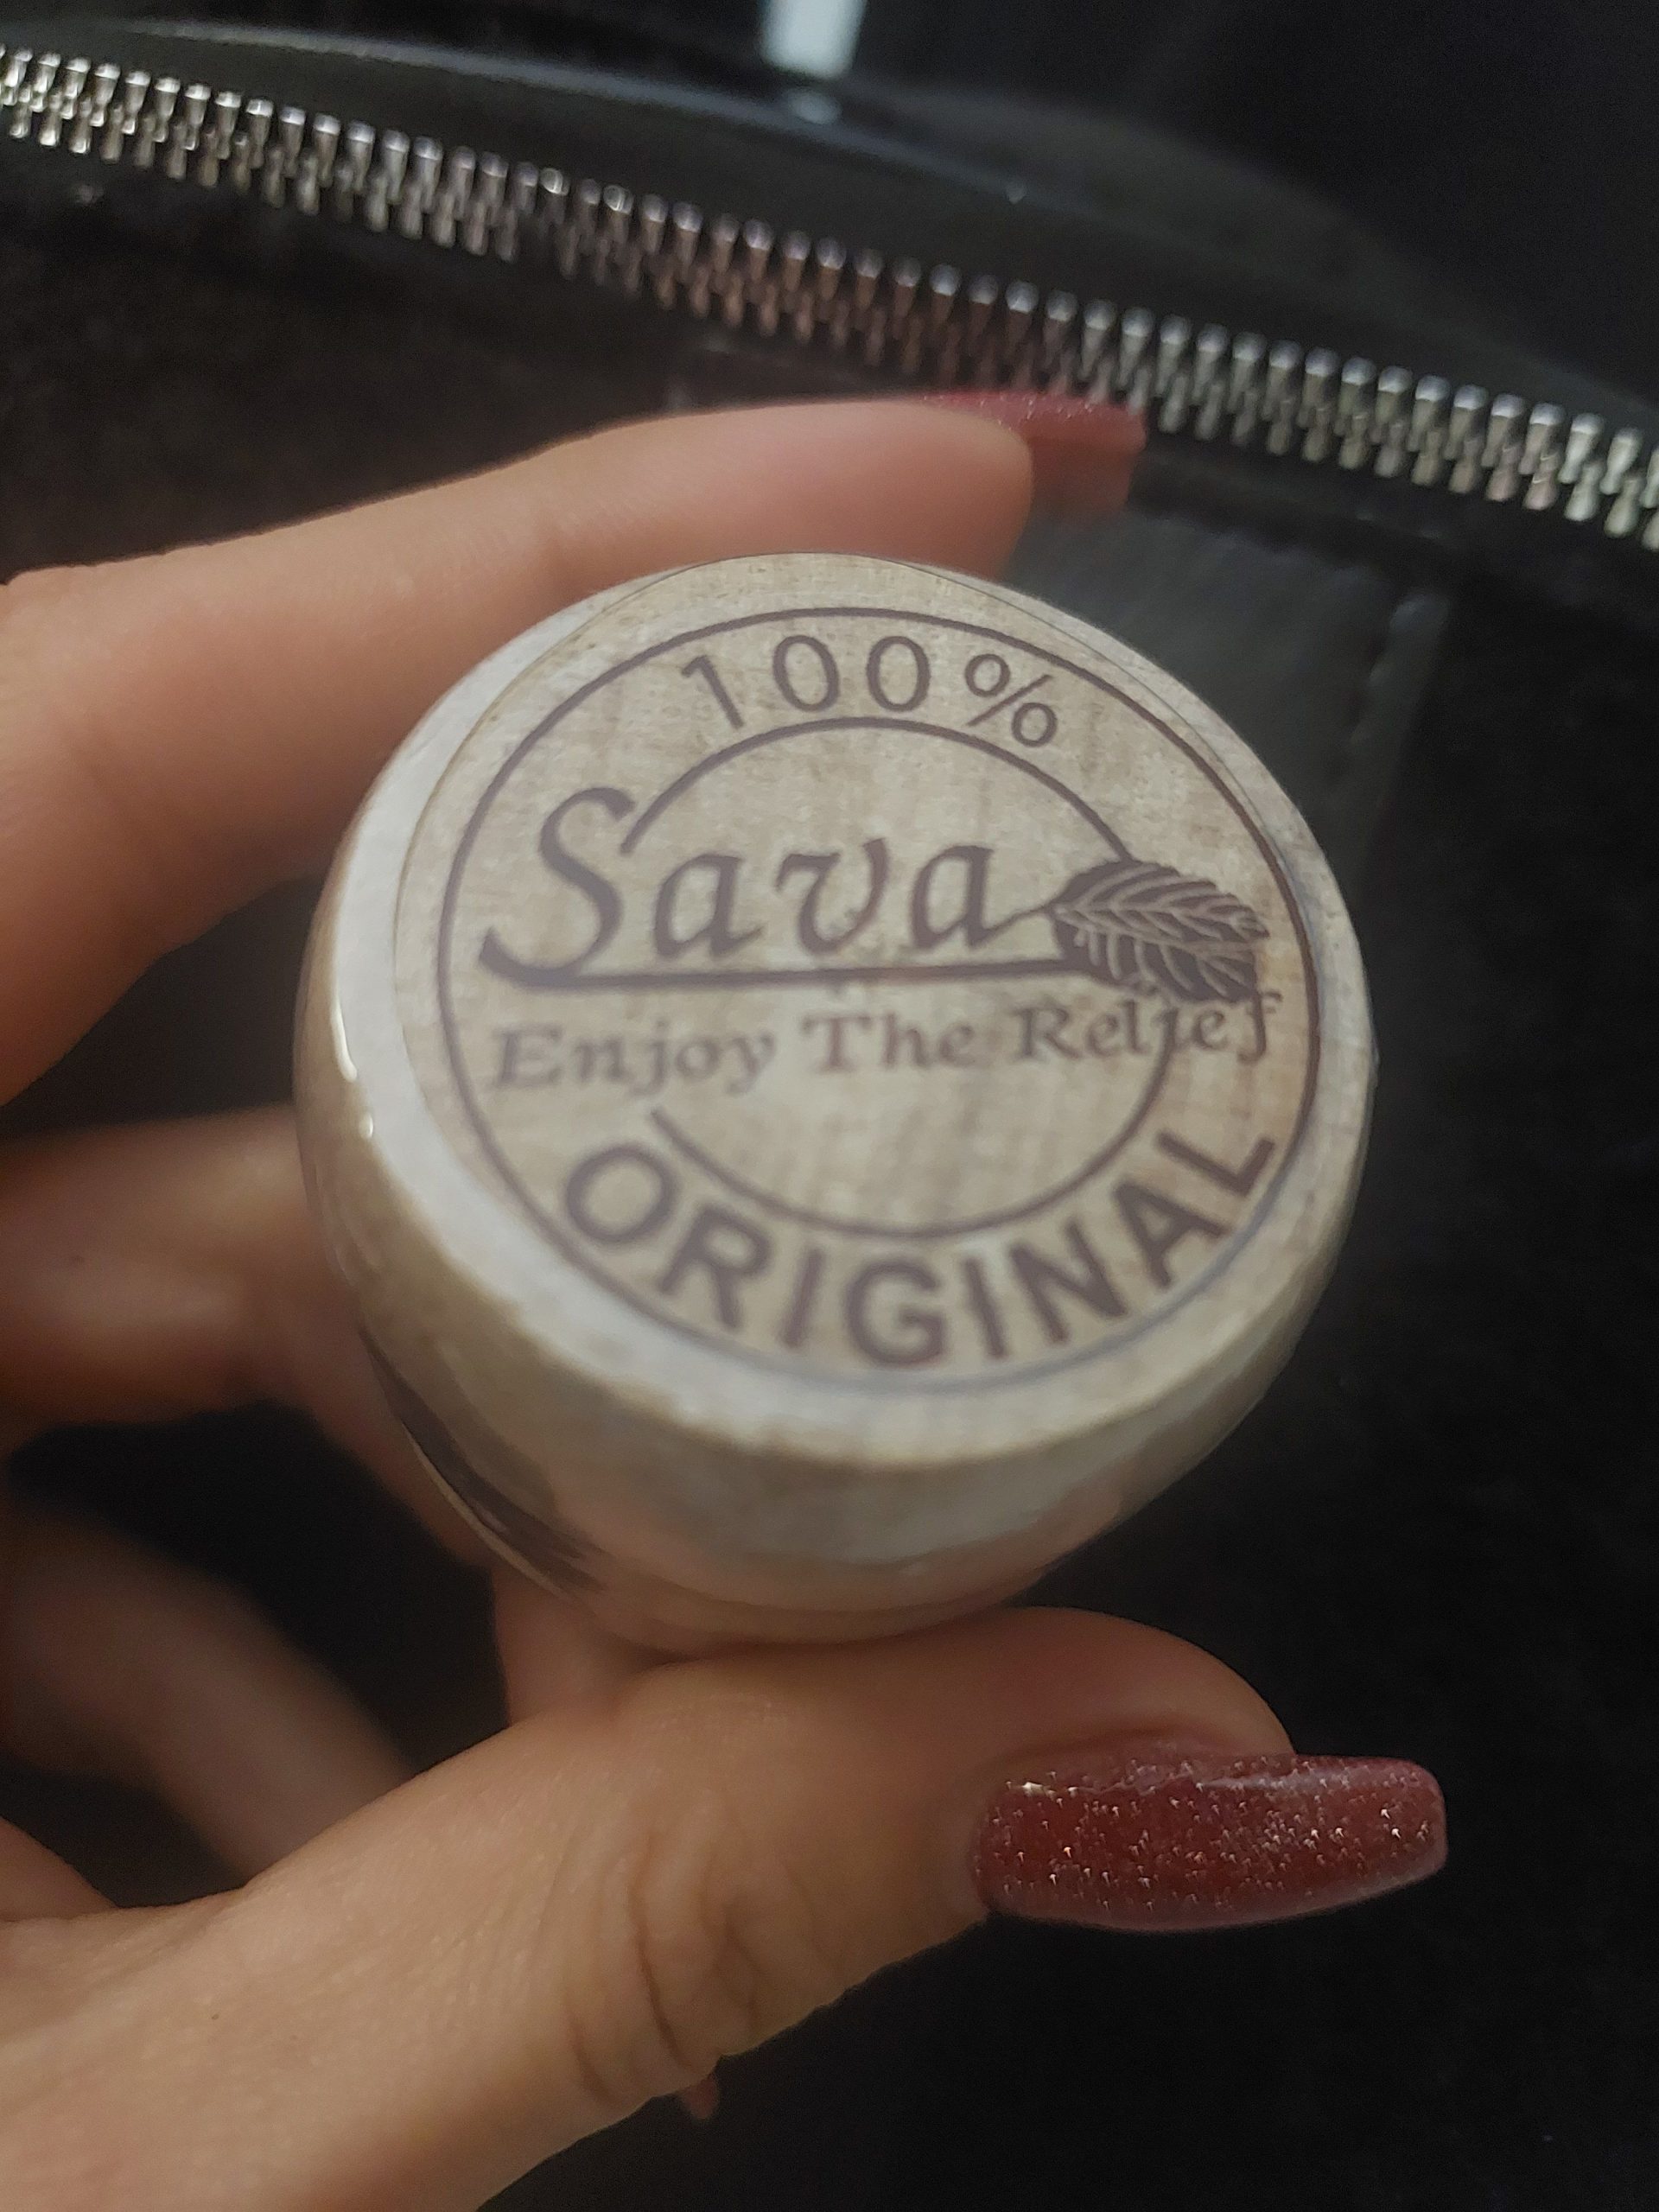 100%
Sava
Enjoy The Relief
ORIGINAL